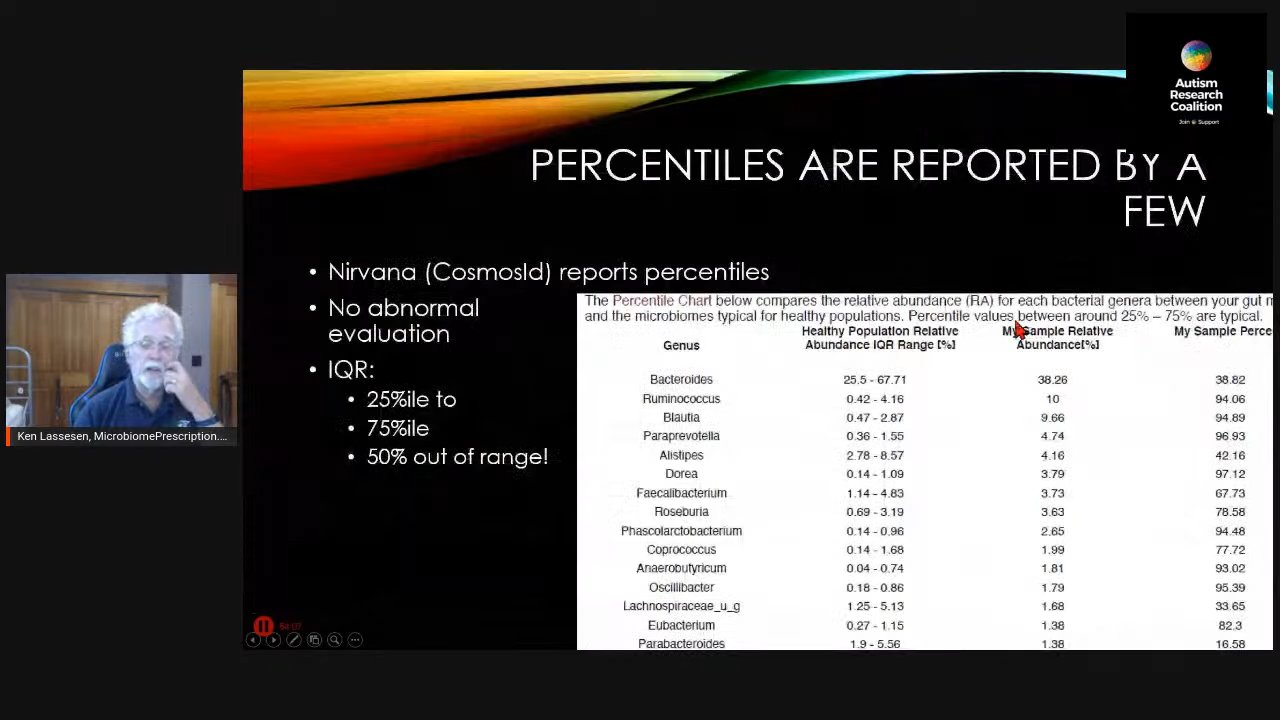 Autism
Research
Coalition
Join & Support
PERCENTILES ARE REPORTED BY A
FEW
• Nirvana (CosmosId) reports percentiles
• No abnormal
evaluation
• IQR:
• 25%ile to
• 75%ile
• 50% out of range!
The Percentile Chart below compares the relative abundance (RA) for each bacterial genera between your gut
and the microbiomes typical for healthy populations. Percentile values between around 25% – 75% are typical.
Genus Healthy Population Relative Abundance IQR Range [%] My Sample Relative Abundance[%] My Sample
Bacteroides 25.5 - 67.71 38.26 38.82
Ruminococcus 0.42 - 4.16 10 94.06
Blautia 0.47 - 2.87 9.66 94.89
Paraprevotella 0.36 - 1.55 4.74 96.93
Alistipes 2.78 - 8.57 4.16 42.16
Dorea 0.14 - 1.09 3.79 97.12
Faecalibacterium 1.14 - 4.83 3.73 67.73
Roseburia 0.69 - 3.19 3.63 78.58
Phascolarctobacterium 0.14 - 0.96 2.65 94.48
Coprococcus 0.14 - 1.68 1.99 77.72
Anaerobutyricum 0.04 - 0.74 1.81 93.02
Oscillibacter 0.18 - 0.86 1.79 95.39
Lachnospiraceae_u_g 1.25 - 5.13 1.68 33.65
Eubacterium 0.27 - 1.15 1.38 82.3
Parabacteroides 1.9 - 5.56 1.38 16.58
Ken Lassesen, MicrobiomePrescription....